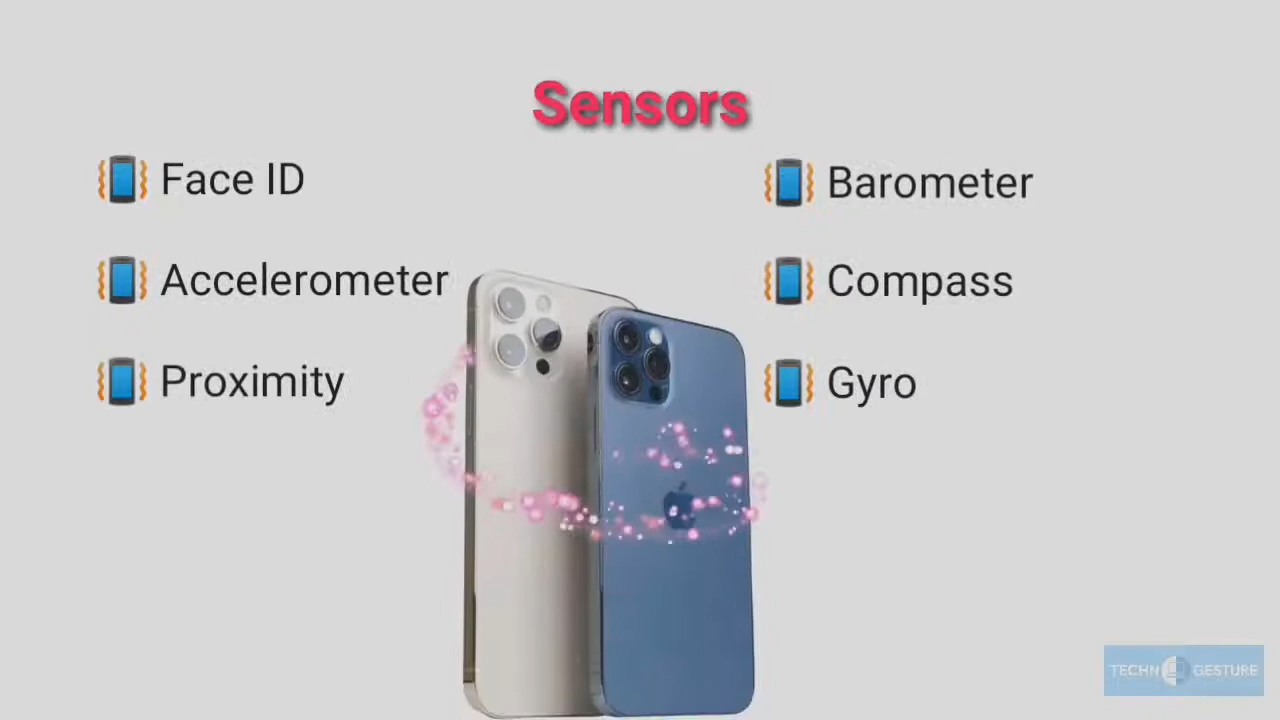 Sensors
Face ID
Accelerometer
Proximity
Barometer
Compass
Gyro
TECHN GESTURE